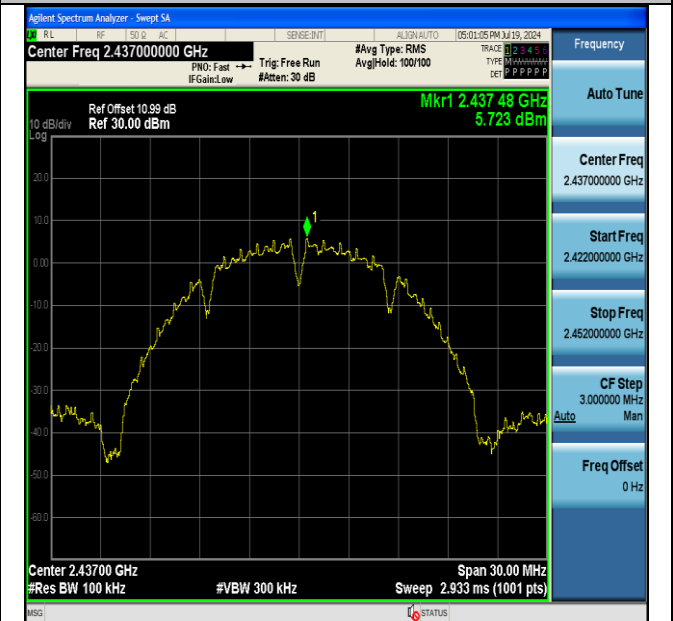 Agilent Spectrum Analyzer - Swept SA
RL RF 50 Ω AC SENSE:INT ALIGN AUTO 05:01:05 PM Jul 19, 2024
Center Freq 2.437000000 GHz
PNO: Fast
IFGain:Low
Trig: Free Run
#Atten: 30 dB
#Avg Type: RMS
Avg|Hold: 100/100
TRACE 1 2 3 4 5 6
TYPE
DET P P P P P P
Frequency
Mkr1 2.437 48 GHz
5.723 dBm
Ref Offset 10.99 dB
10 dB/div Ref 30.00 dBm
Log
20.0
10.0
0.00
-10.0
-20.0
-30.0
-40.0
-50.0
-60.0
1
Center 2.43700 GHz Span 30.00 MHz
#Res BW 100 kHz #VBW 300 kHz Sweep 2.933 ms (1001 pts)
Auto Tune
Center Freq
2.437000000 GHz
Start Freq
2.422000000 GHz
Stop Freq
2.452000000 GHz
CF Step
3.000000 MHz
Auto Man
Freq Offset
0 Hz
MSG STATUS